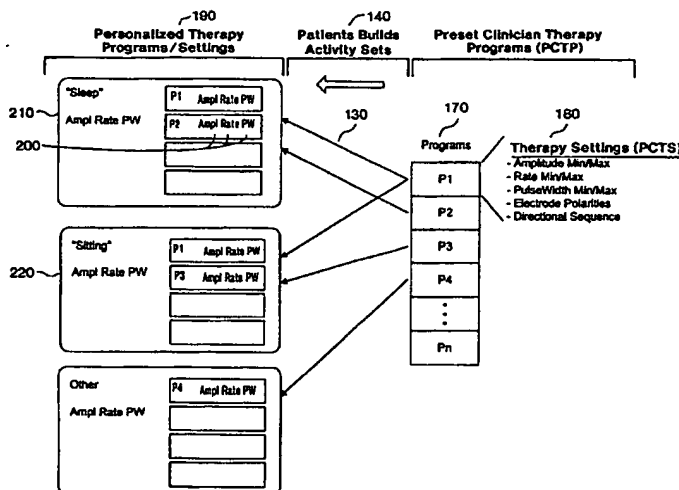 190
140
Personalized Therapy
Programs/Settings
Patients Builds
Activity Sets
Preset Clinician Therapy
Programs (PCTP)
210
"Sleep"
Ampl Rate PW
P1 Ampl Rate PW
P2 Ampl Rate PW
200
130
170
Programs
180
Therapy Settings (PCTS)
- Amplitude Min/Max
- Rate Min/Max
- PulseWidth Min/Max
- Electrode Polarities
- Directional Sequence
P1
P2
P3
P4
⋮
Pn
220
"Sitting"
Ampl Rate PW
P1 Ampl Rate PW
P3 Ampl Rate PW
Other
Ampl Rate PW
P4 Ampl Rate PW